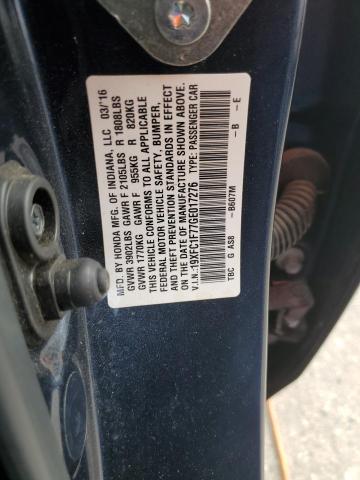 MFD. BY HONDA MFG. OF INDIANA, LLC 03/'16
GVWR 3902LBS GAWR F 2105LBS R 1808LBS
GVWR 1770KG GAWR F 955KG R 820KG
THIS VEHICLE CONFORMS TO ALL APPLICABLE
FEDERAL MOTOR VEHICLE SAFETY, BUMPER,
AND THEFT PREVENTION STANDARDS IN EFFECT
ON THE DATE OF MANUFACTURE SHOWN ABOVE.
V.I.N.:19XFC1F77GE017276 TYPE: PASSENGER CAR
TBC G AS8 -B607M -B -E